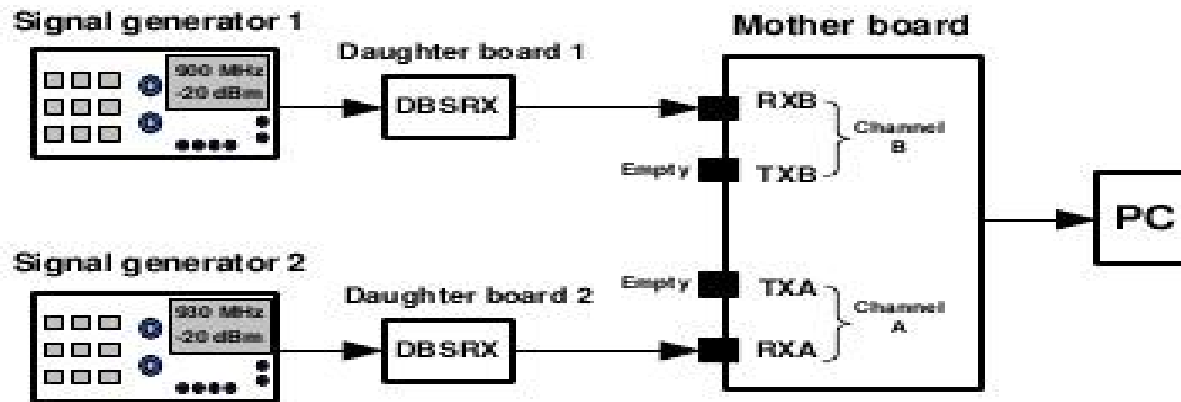 Signal generator 1
900 MHz
-20 dBm
Daughter board 1
DBSRX
Mother board
RXB
Channel
B
Empty
TXB
PC
Signal generator 2
930 MHz
-20 dBm
Daughter board 2
DBSRX
Empty
TXA
Channel
A
RXA